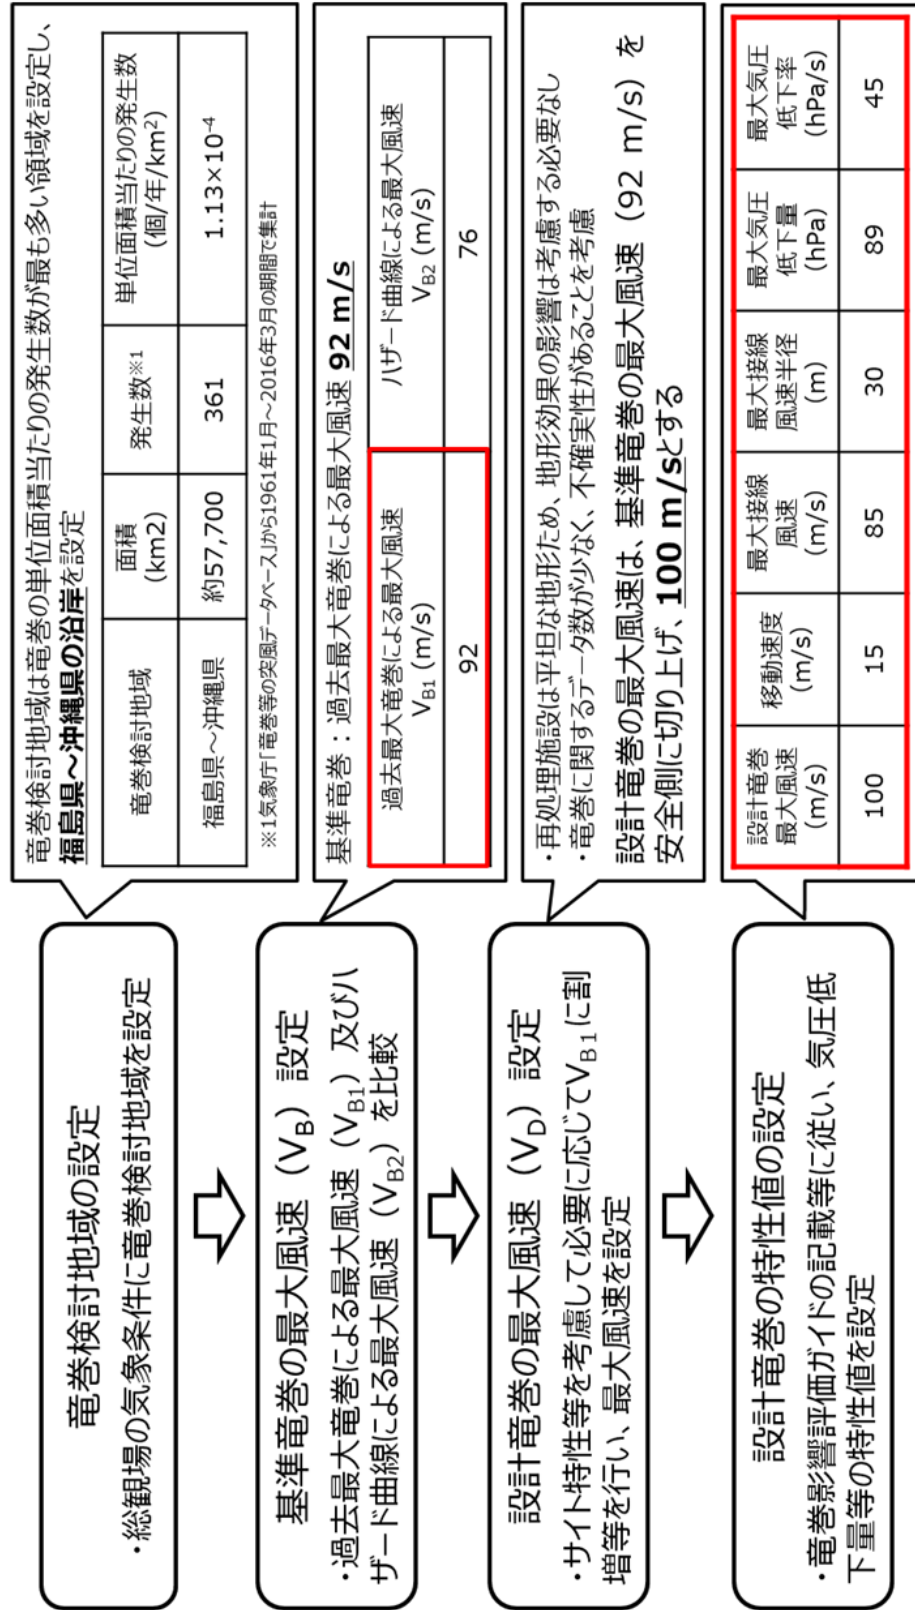 竜巻検討地域の設定
・総観場の気象条件に竜巻検討地域を設定
竜巻検討地域は竜巻の単位面積当たりの発生数が最も多い領域を設定し、
福島県～沖縄県の沿岸を設定
竜巻検討地域 面積 (km2) 発生数※1 単位面積当たりの発生数 (個/年/km²)
福島県～沖縄県 約57,700 361 1.13×10⁻⁴
※1気象庁「竜巻等の突風データベース」から1961年1月～2016年3月の期間で集計
基準竜巻の最大風速（V_B）設定
・過去最大竜巻による最大風速（V_B1）及びハ
ザード曲線による最大風速（V_B2）を比較
基準竜巻：過去最大竜巻による最大風速 92 m/s
過去最大竜巻による最大風速 V_B1 (m/s) ハザード曲線による最大風速 V_B2 (m/s)
92 76
設計竜巻の最大風速（V_D）設定
・サイト特性等を考慮して必要に応じてV_B1に割
増等を行い、最大風速を設定
・再処理施設は平坦な地形ため、地形効果の影響は考慮する必要なし
・竜巻に関するデータ数が少なく、不確実性があることを考慮
設計竜巻の最大風速は、基準竜巻の最大風速（92 m/s）を
安全側に切り上げ、100 m/sとする
設計竜巻の特性値の設定
・竜巻影響評価ガイドの記載等に従い、気圧低
下量等の特性値を設定
設計竜巻 最大風速 (m/s) 移動速度 (m/s) 最大接線 風速 (m/s) 最大接線 風速半径 (m) 最大気圧 低下量 (hPa) 最大気圧 低下率 (hPa/s)
100 15 85 30 89 45